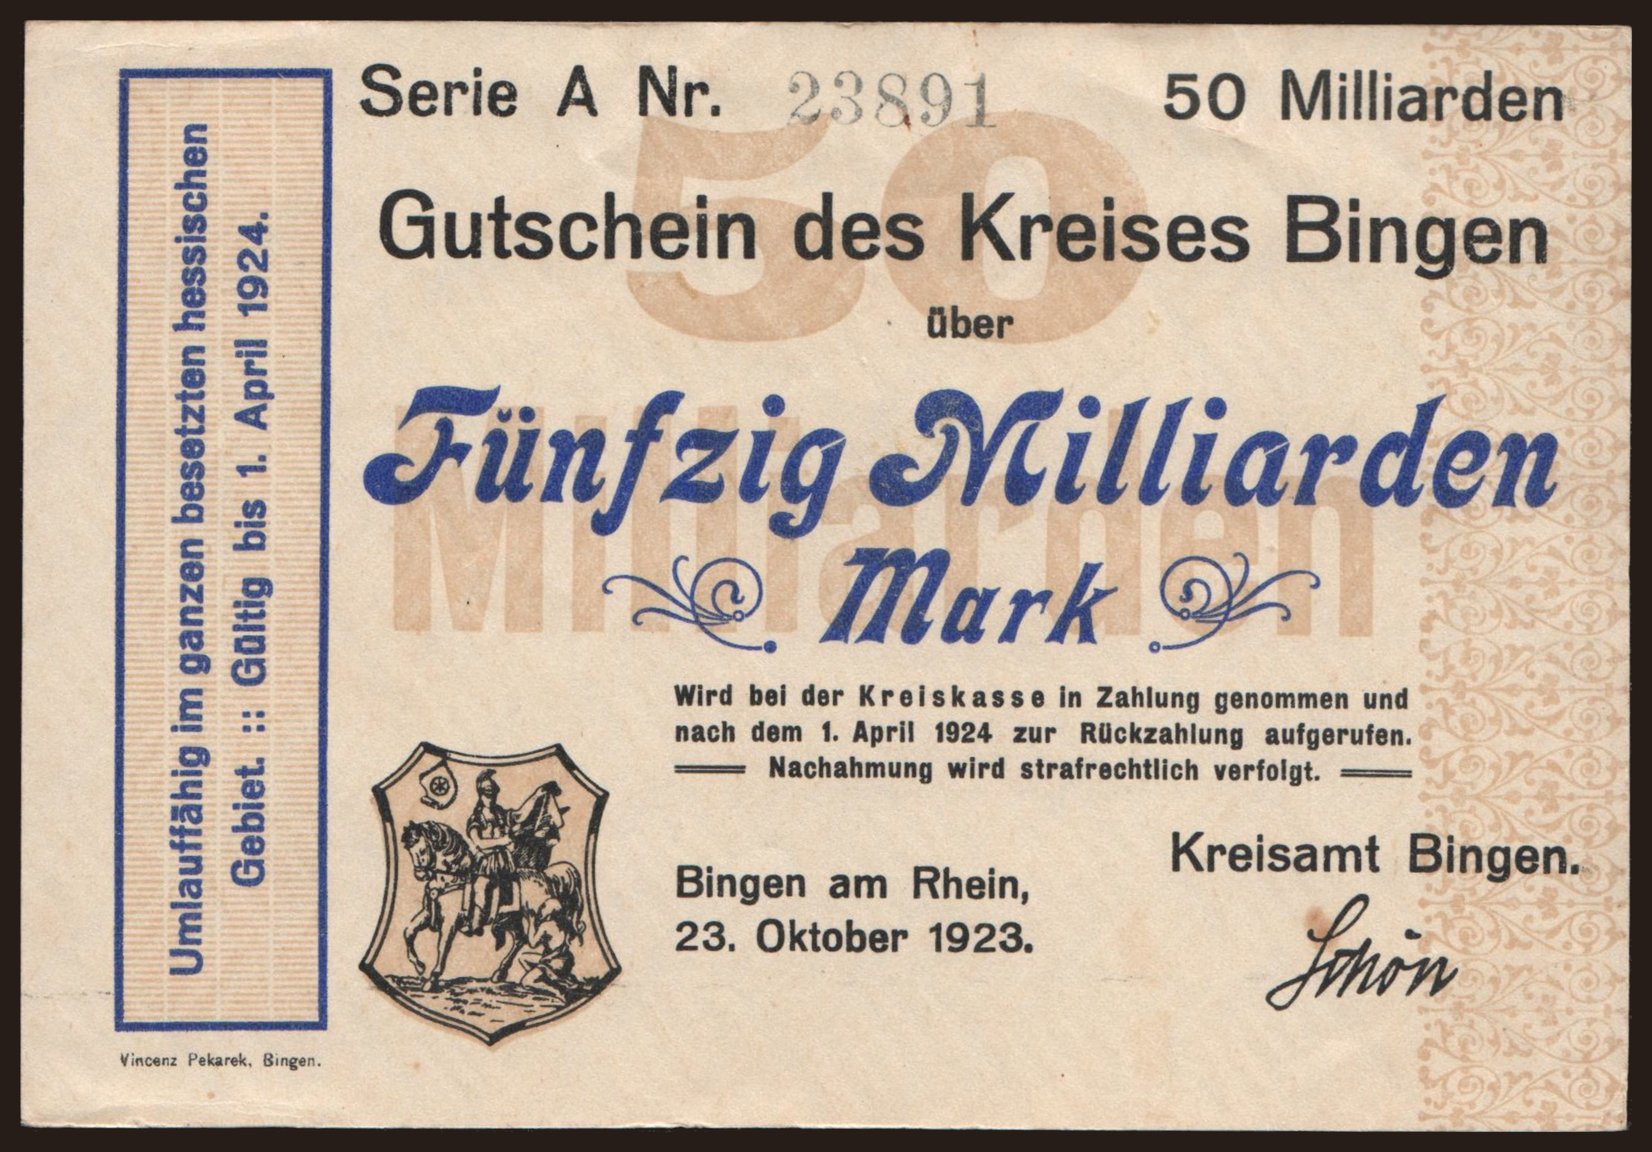 Umlauffähig im ganzen besetzten hessischen
Gebiet. :: Gültig bis 1. April 1924.
Serie A Nr. 23891 50 Milliarden
50
Gutschein des Kreises Bingen
über
Milliarden
Fünfzig Milliarden
Mark
Wird bei der Kreiskasse in Zahlung genommen und
nach dem 1. April 1924 zur Rückzahlung aufgerufen.
Nachahmung wird strafrechtlich verfolgt.
Bingen am Rhein,
23. Oktober 1923.
Kreisamt Bingen.
Schön
Vincenz Pekarek, Bingen.